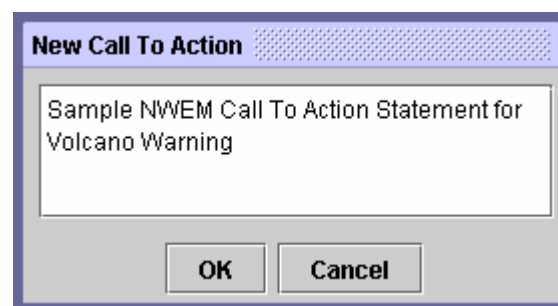 New Call To Action
Sample NWEM Call To Action Statement for
Volcano Warning
OK Cancel